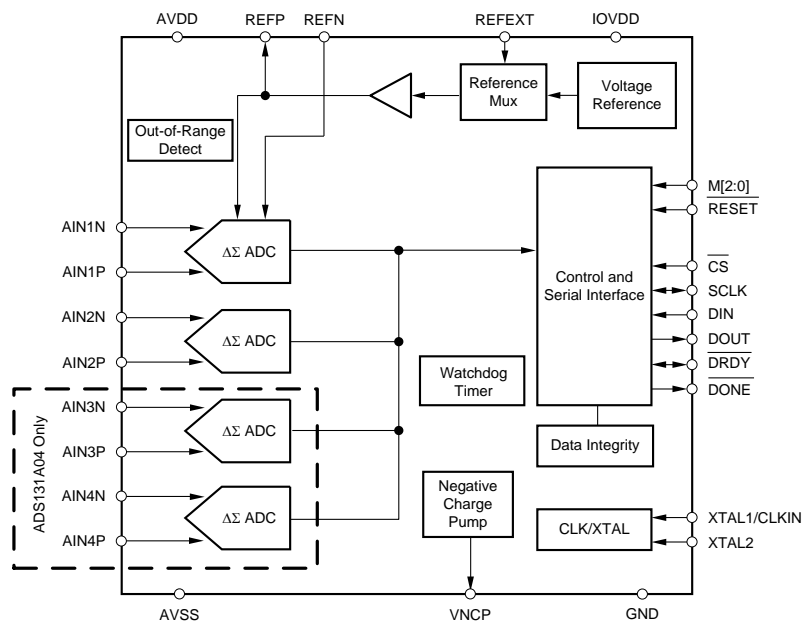 AVDD
REFP
REFN
REFEXT
IOVDD
Reference
Mux
Voltage
Reference
Out-of-Range
Detect
AIN1N
AIN1P
ΔΣ ADC
AIN2N
AIN2P
ΔΣ ADC
ADS131A04 Only
AIN3N
AIN3P
ΔΣ ADC
AIN4N
AIN4P
ΔΣ ADC
Control and
Serial Interface
M[2:0]
RESET
CS
SCLK
DIN
DOUT
DRDY
DONE
Watchdog
Timer
Data Integrity
Negative
Charge
Pump
CLK/XTAL
XTAL1/CLKIN
XTAL2
AVSS
VNCP
GND